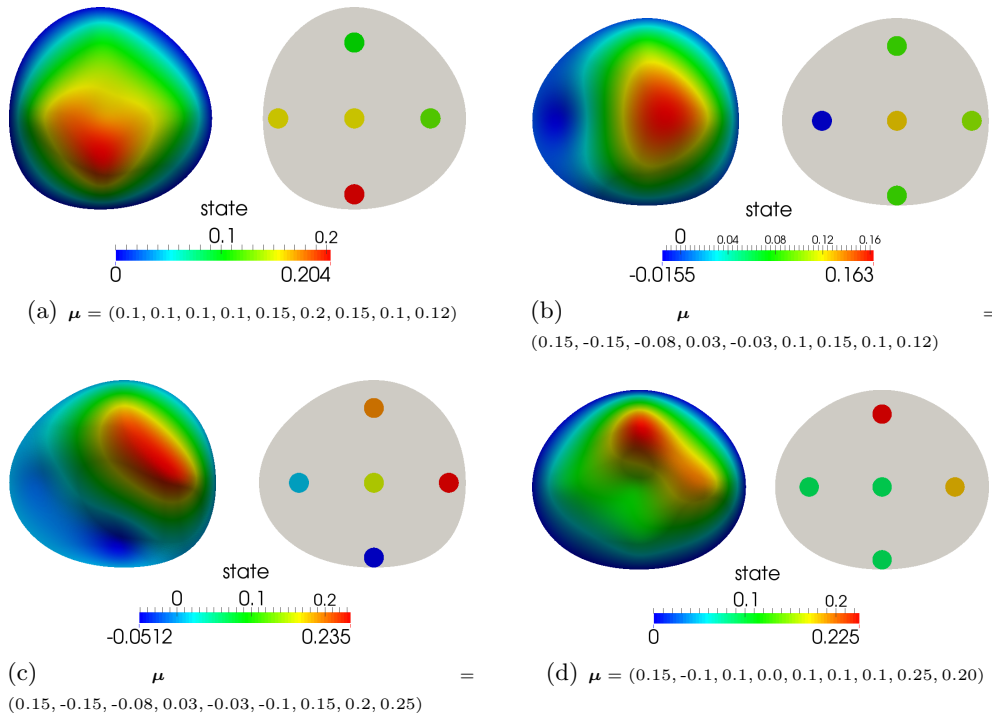 state
0.1 0.2
0 0.204
(a) μ = (0.1, 0.1, 0.1, 0.1, 0.15, 0.2, 0.15, 0.1, 0.12)
state
0 0.04 0.08 0.12 0.16
-0.0155 0.163
(b) μ =
(0.15, -0.15, -0.08, 0.03, -0.03, 0.1, 0.15, 0.1, 0.12)
state
0 0.1 0.2
-0.0512 0.235
(c) μ =
(0.15, -0.15, -0.08, 0.03, -0.03, -0.1, 0.15, 0.2, 0.25)
state
0.1 0.2
0 0.225
(d) μ = (0.15, -0.1, 0.1, 0.0, 0.1, 0.1, 0.1, 0.25, 0.20)